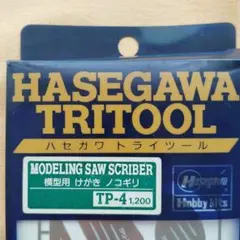 HASEGAWA
TRITOOL
ハセガワ トライツール
MODELING SAW SCRIBER
模型用 けがき ノコギリ
TP-4 1,200
Hasegawa
Hobby Kits